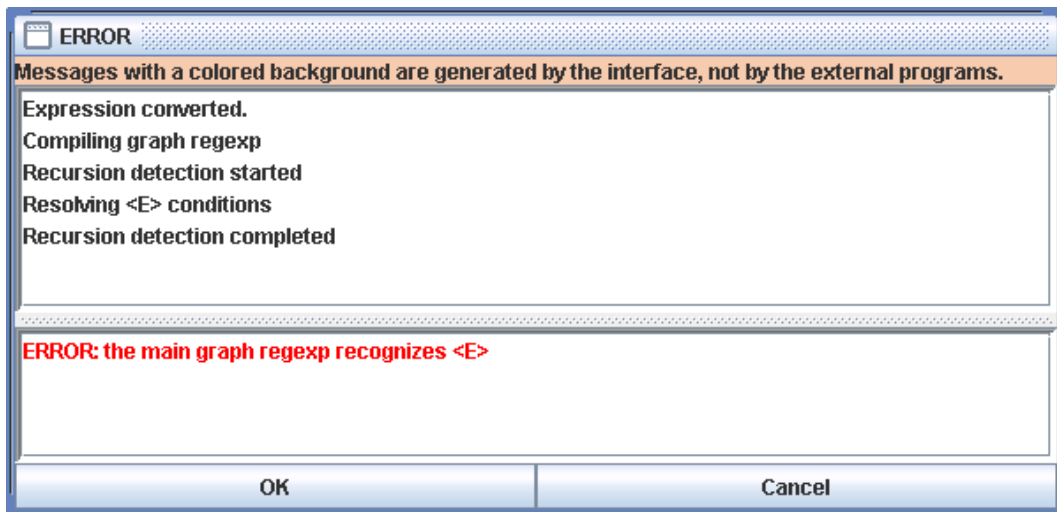 ERROR
Messages with a colored background are generated by the interface, not by the external programs.
Expression converted.
Compiling graph regexp
Recursion detection started
Resolving <E> conditions
Recursion detection completed
ERROR: the main graph regexp recognizes <E>
OK
Cancel